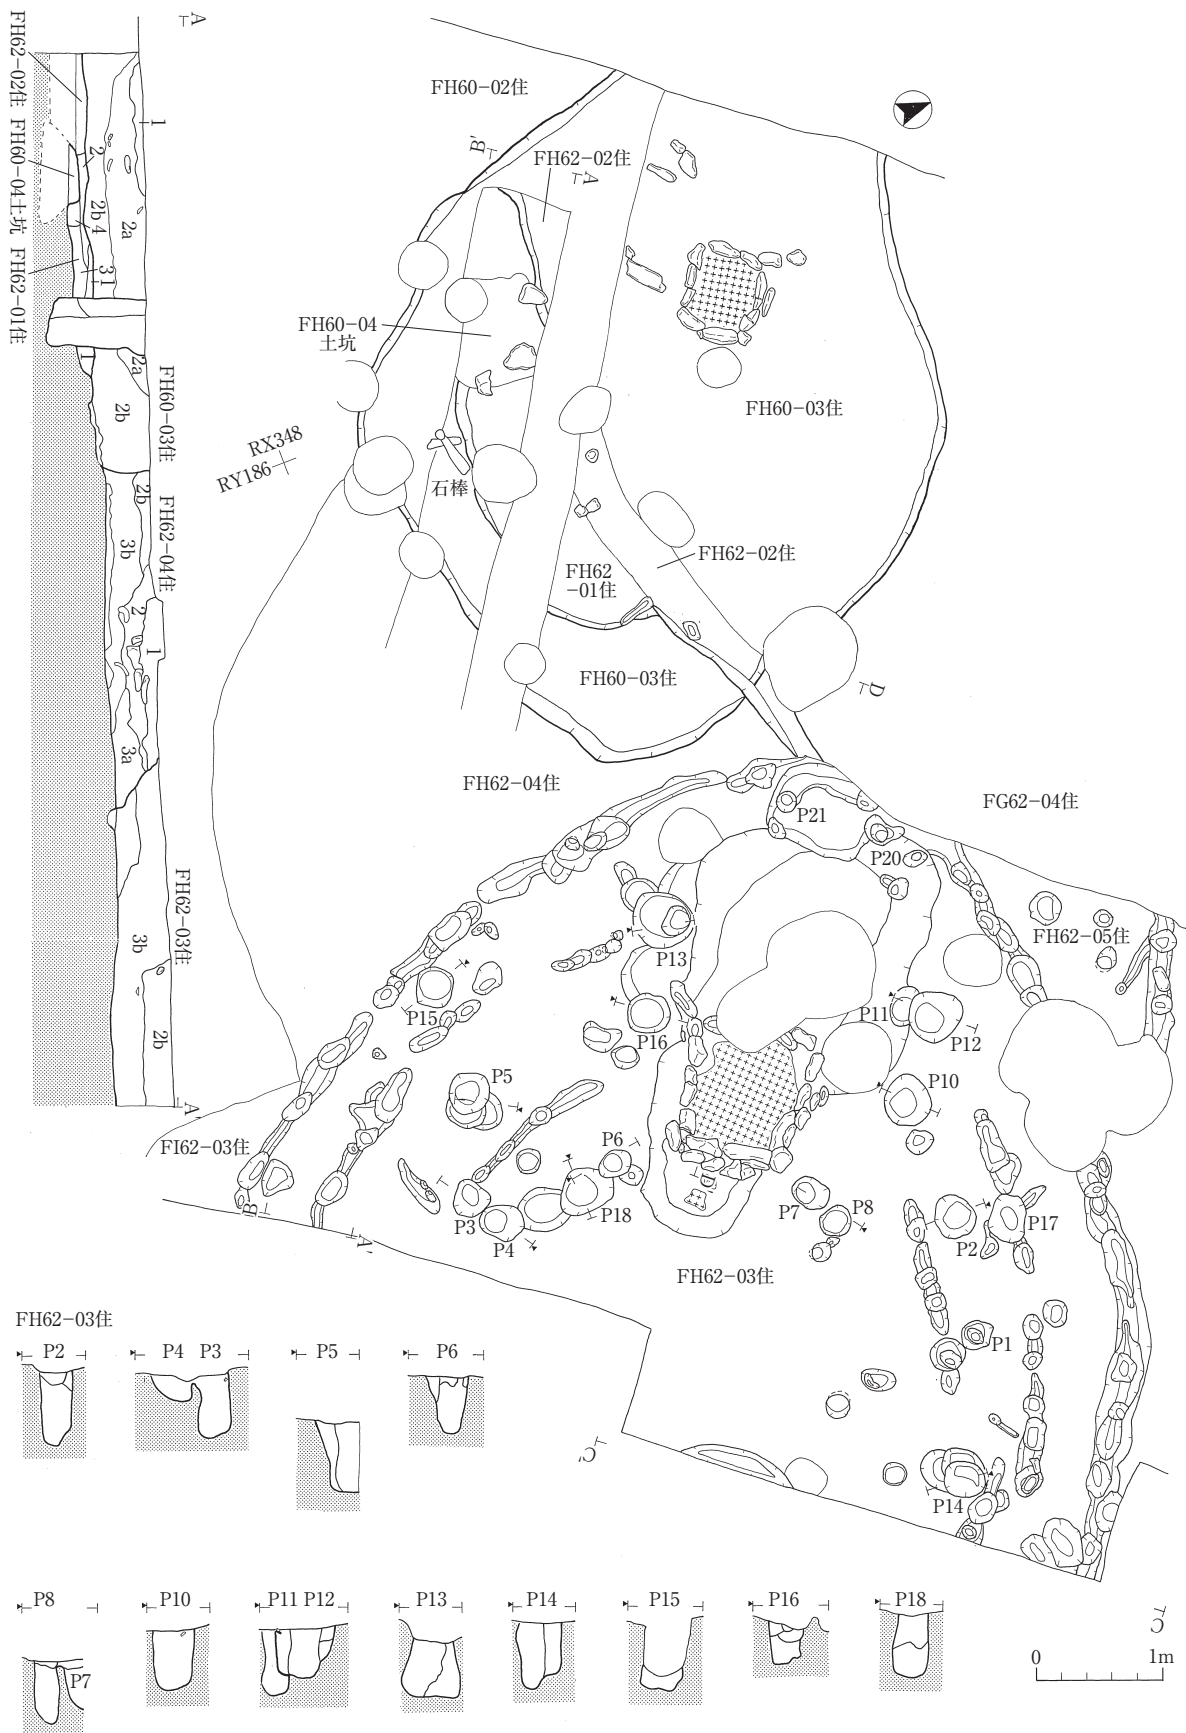 FH62-02住 FH60-04土坑 FH62-01住
A
1
2
2b 4
2a
3 1
1
2a
2b
FH60-03住
2b
FH62-04住
3b
2
1
3a
FH62-03住
3b
2b
A'
FH60-02住
B'
FH62-02住
A
FH60-04
土坑
FH60-03住
RX348
RY186
石棒
FH62-02住
FH62
-01住
FH60-03住
D
FH62-04住
FG62-04住
P21
P20
FH62-05住
P13
P15
P16
P11
P12
P5
P10
P6
FI62-03住
P3
P4
P18
D'
P7
P8
P2
P17
B
A'
FH62-03住
P1
C'
P14
FH62-03住
P2
P4 P3
P5
P6
P8
P7
P10
P11 P12
P13
P14
P15
P16
P18
C
0 1m